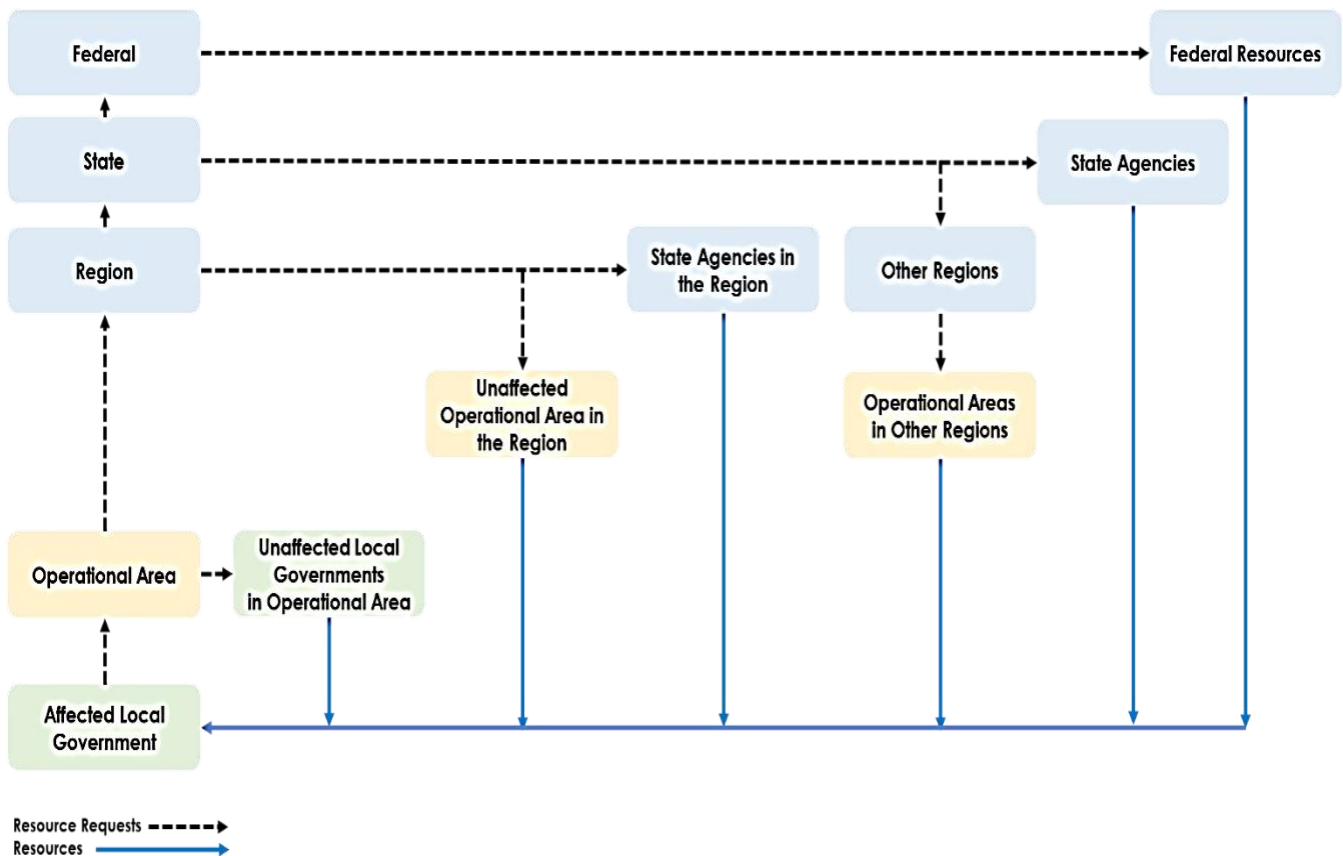 Federal
Federal Resources
State
State Agencies
Region
State Agencies in
the Region
Other Regions
Unaffected
Operational Area in
the Region
Operational Areas
in Other Regions
Operational Area
Unaffected Local
Governments
in Operational Area
Affected Local
Government
Resource Requests
Resources